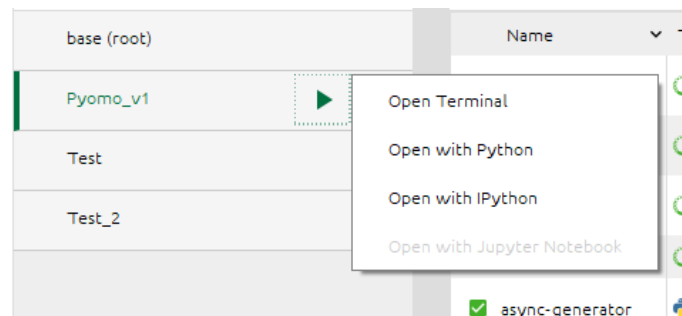 base (root)
Name
T
Pyomo_v1
Open Terminal
Test
Open with Python
Open with IPython
Test_2
Open with Jupyter Notebook
async-generator